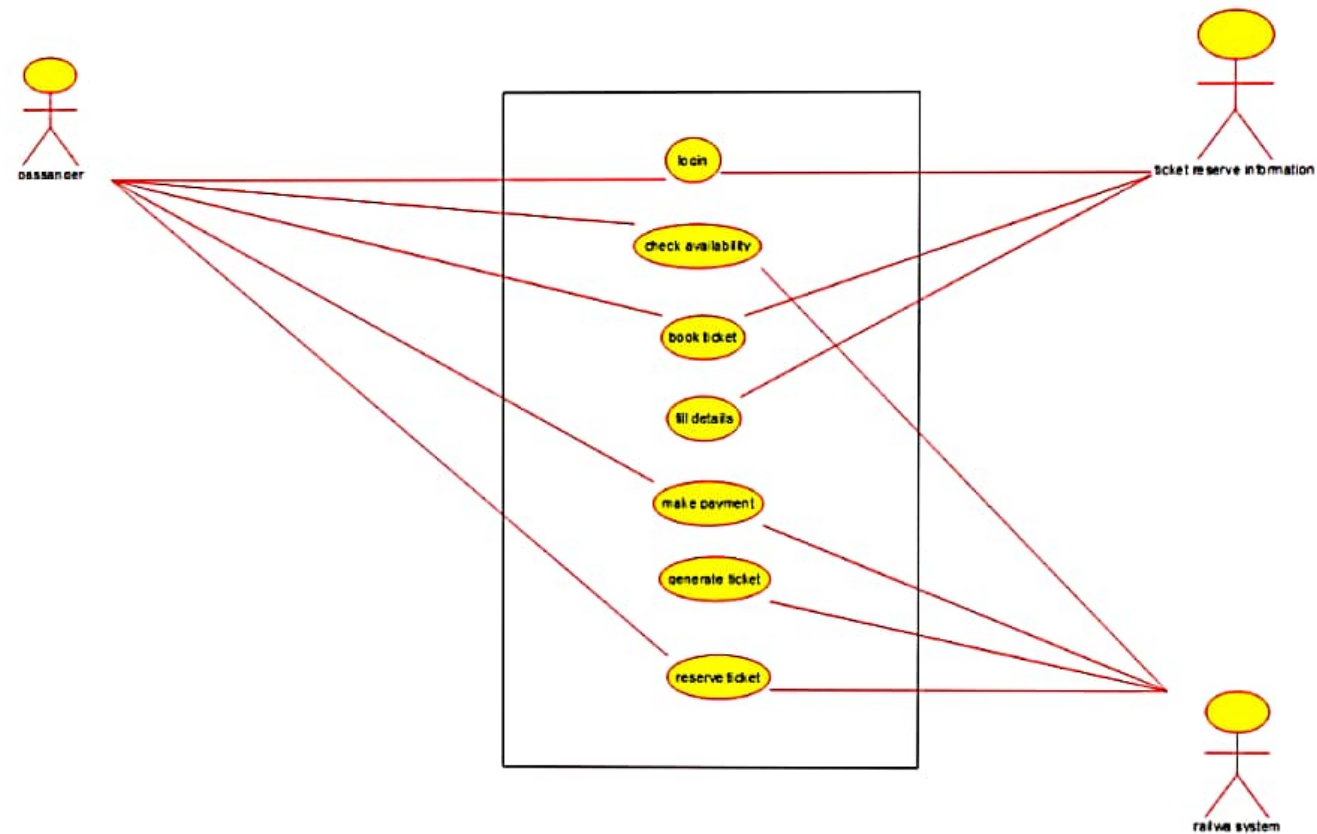 passanger
ticket reserve information
login
check availability
book ticket
fill details
make payment
generate ticket
reserve ticket
railwa system